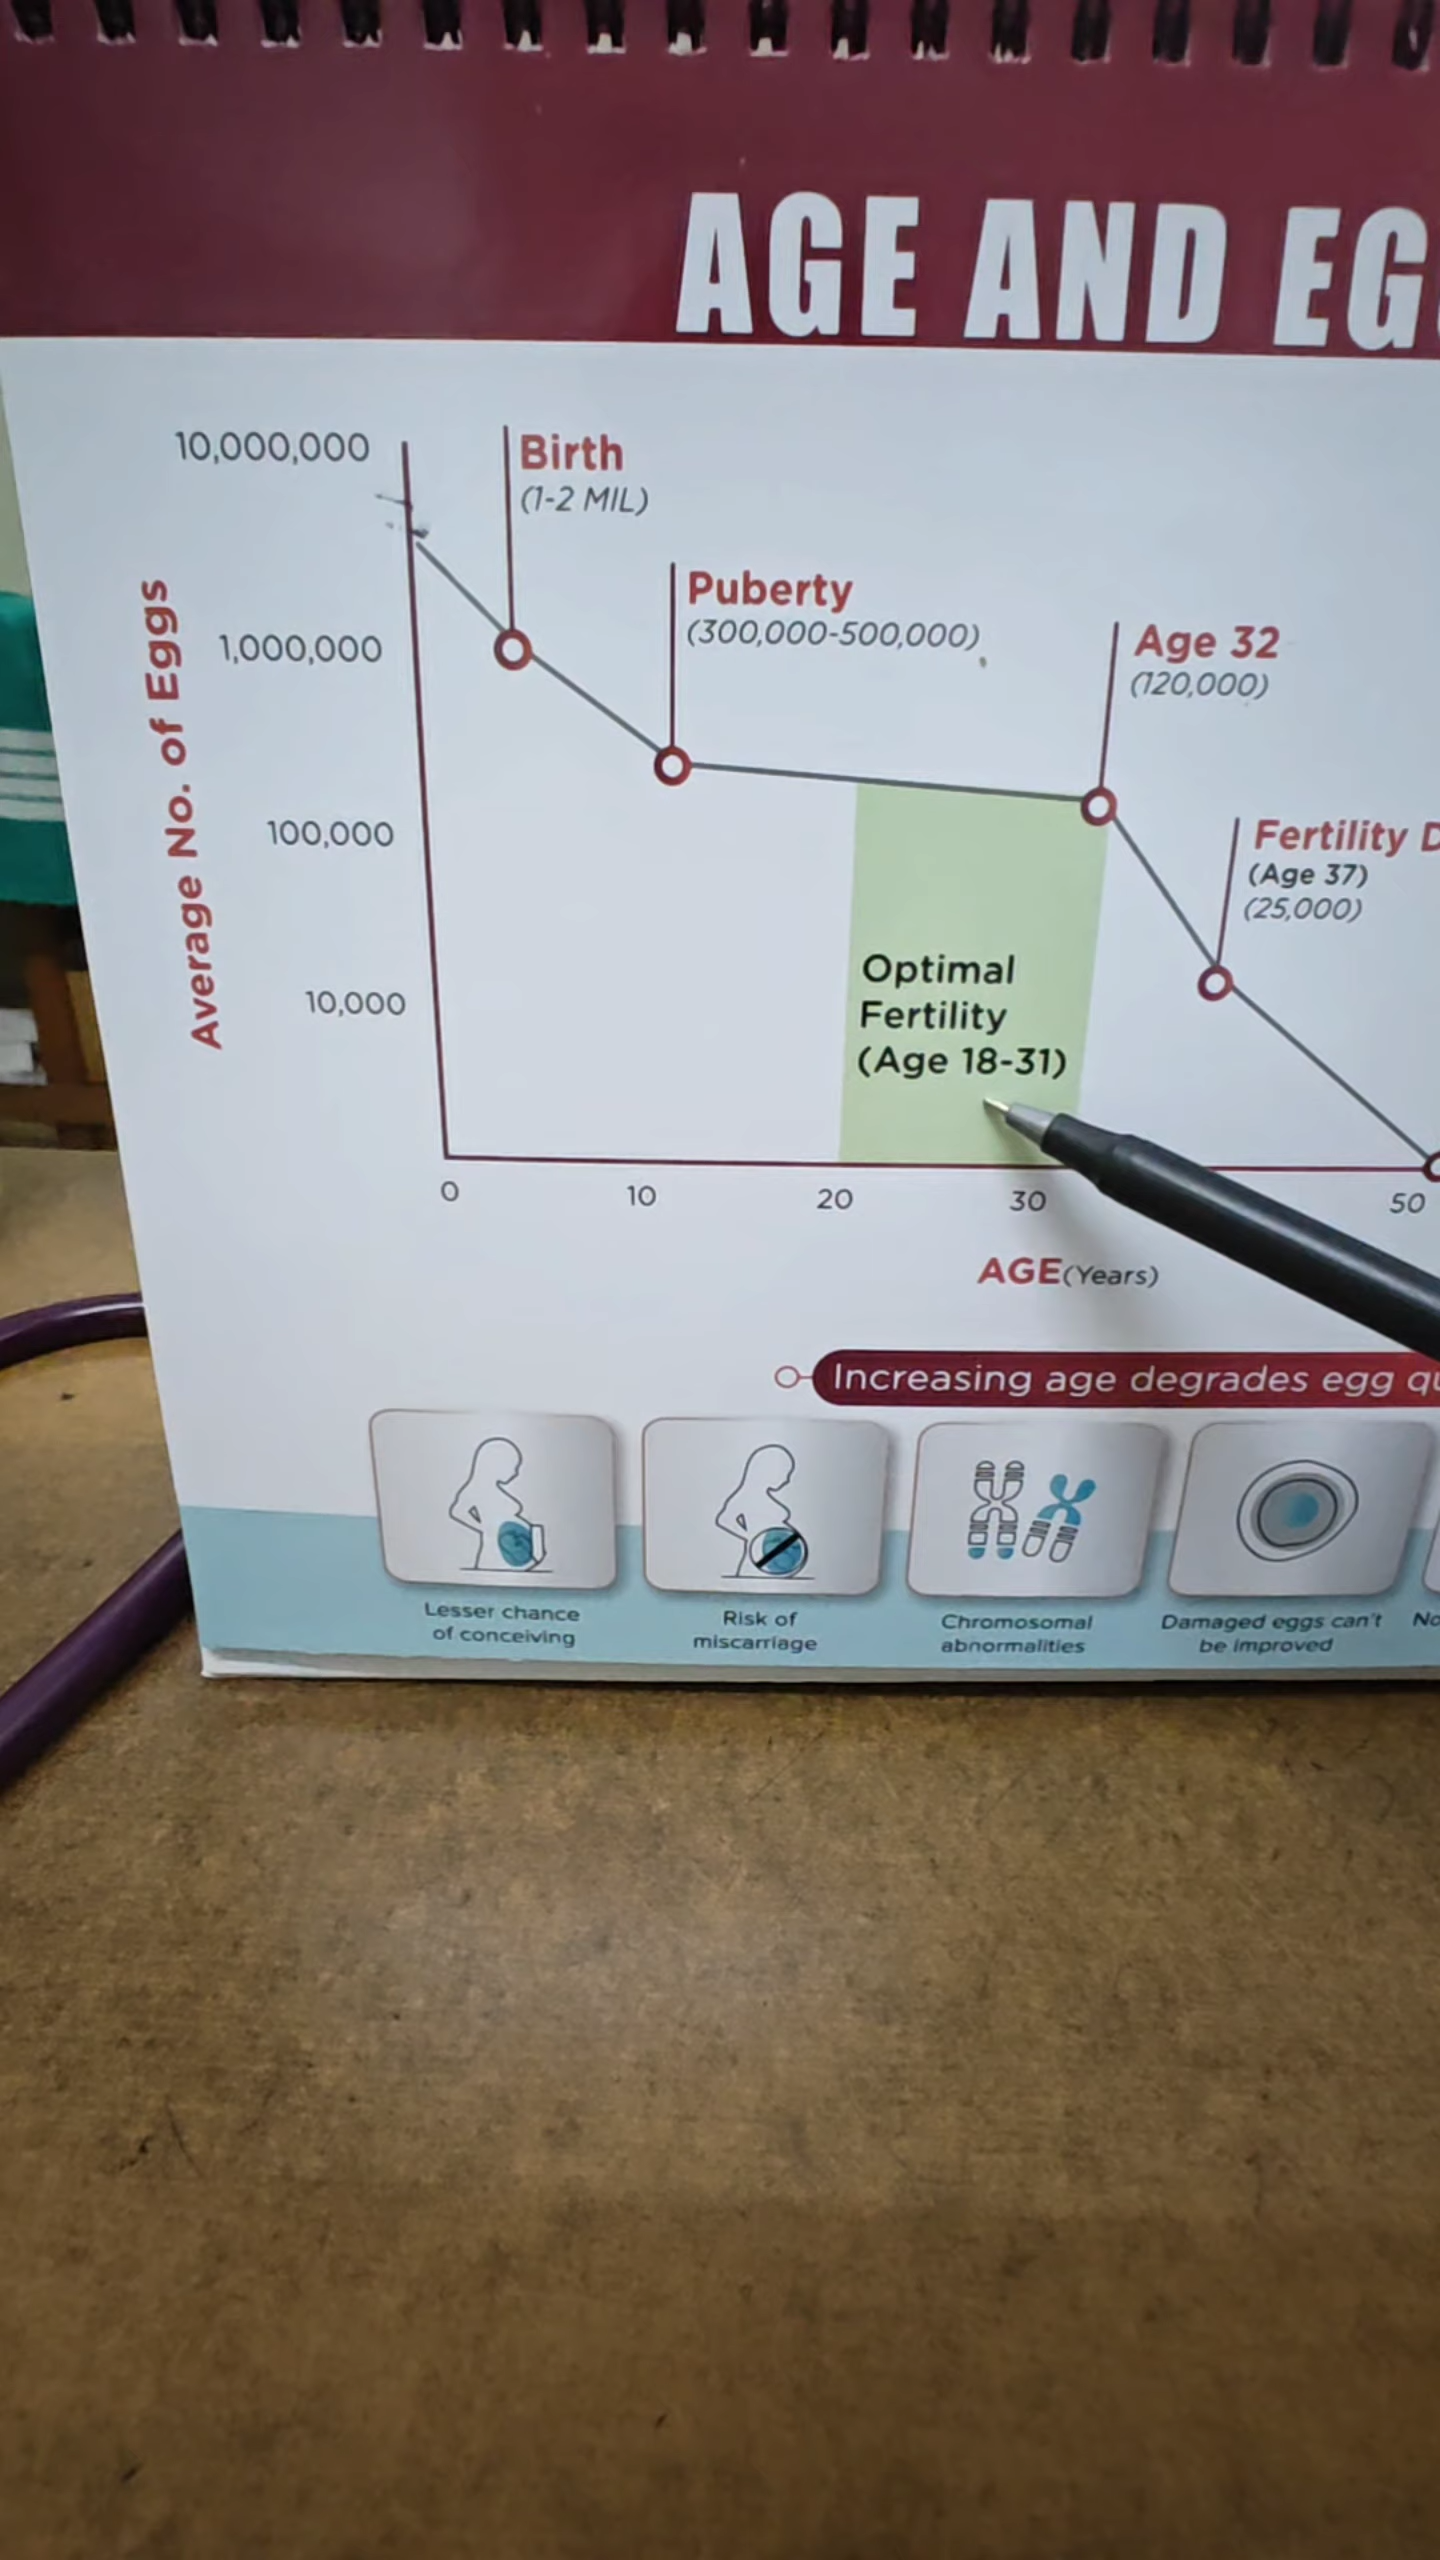 AGE AND
10,000,000
1,000,000
100,000
10,000
Average No. of Eggs
Birth
(1-2 MIL)
Puberty
(300,000-500,000)
Age 32
(120,000)
Fertility
(Age 37)
(25,000)
Optimal
Fertility
(Age 18-31)
0 10 20 30 50
AGE (Years)
Increasing age degrades egg
Lesser chance
of conceiving
Risk of
miscarriage
Chromosomal
abnormalities
Damaged eggs can't
be improved